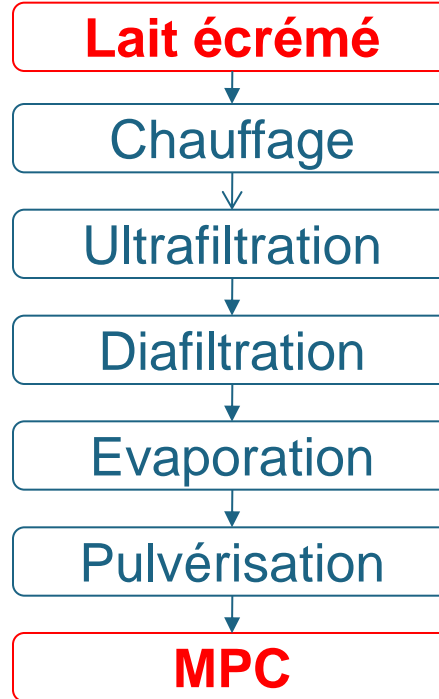 Lait écrémé
Chauffage
Ultrafiltration
Diafiltration
Evaporation
Pulvérisation
MPC